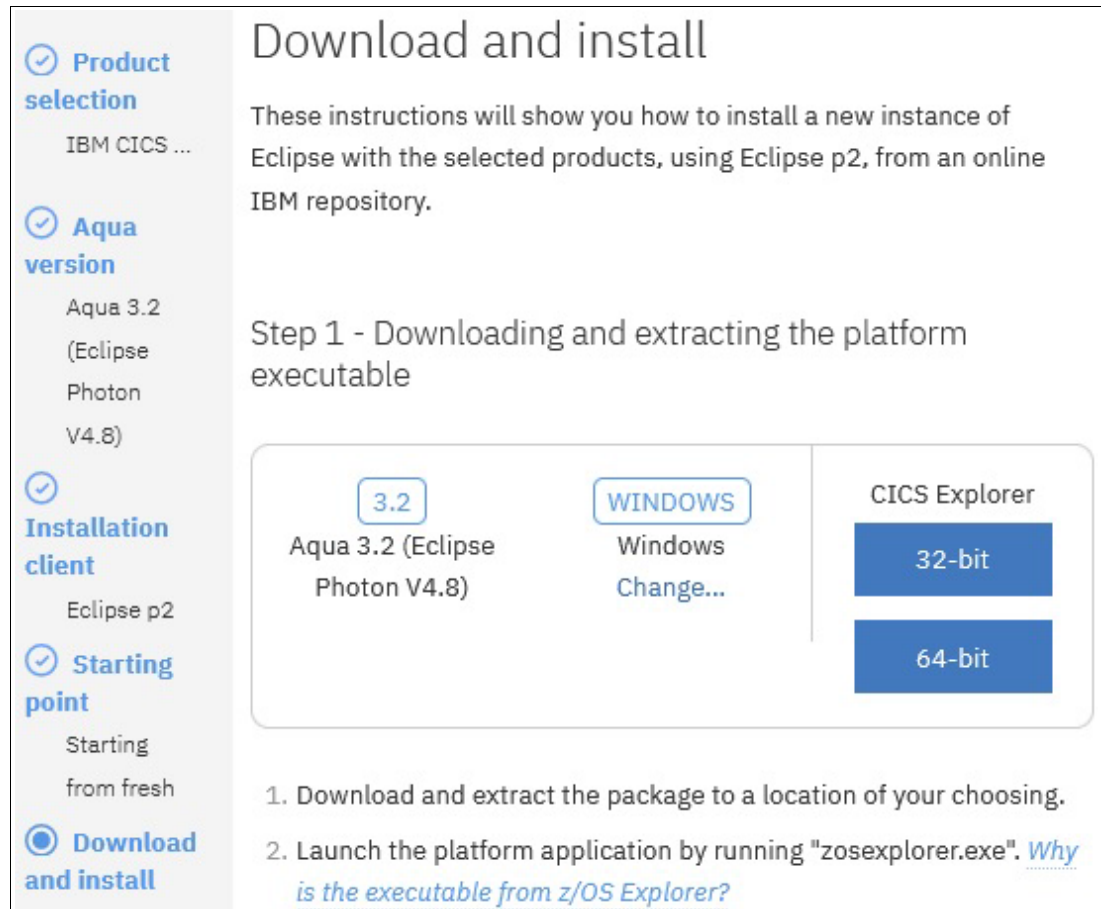 Product
selection
IBM CICS ...
Aqua
version
Aqua 3.2
(Eclipse
Photon
V4.8)
Installation
client
Eclipse p2
Starting
point
Starting
from fresh
Download
and install
Download and install
These instructions will show you how to install a new instance of
Eclipse with the selected products, using Eclipse p2, from an online
IBM repository.
Step 1 - Downloading and extracting the platform
executable
3.2
Aqua 3.2 (Eclipse
Photon V4.8)
WINDOWS
Windows
Change...
CICS Explorer
32-bit
64-bit
1. Download and extract the package to a location of your choosing.
2. Launch the platform application by running "zosexplorer.exe". Why
is the executable from z/OS Explorer?